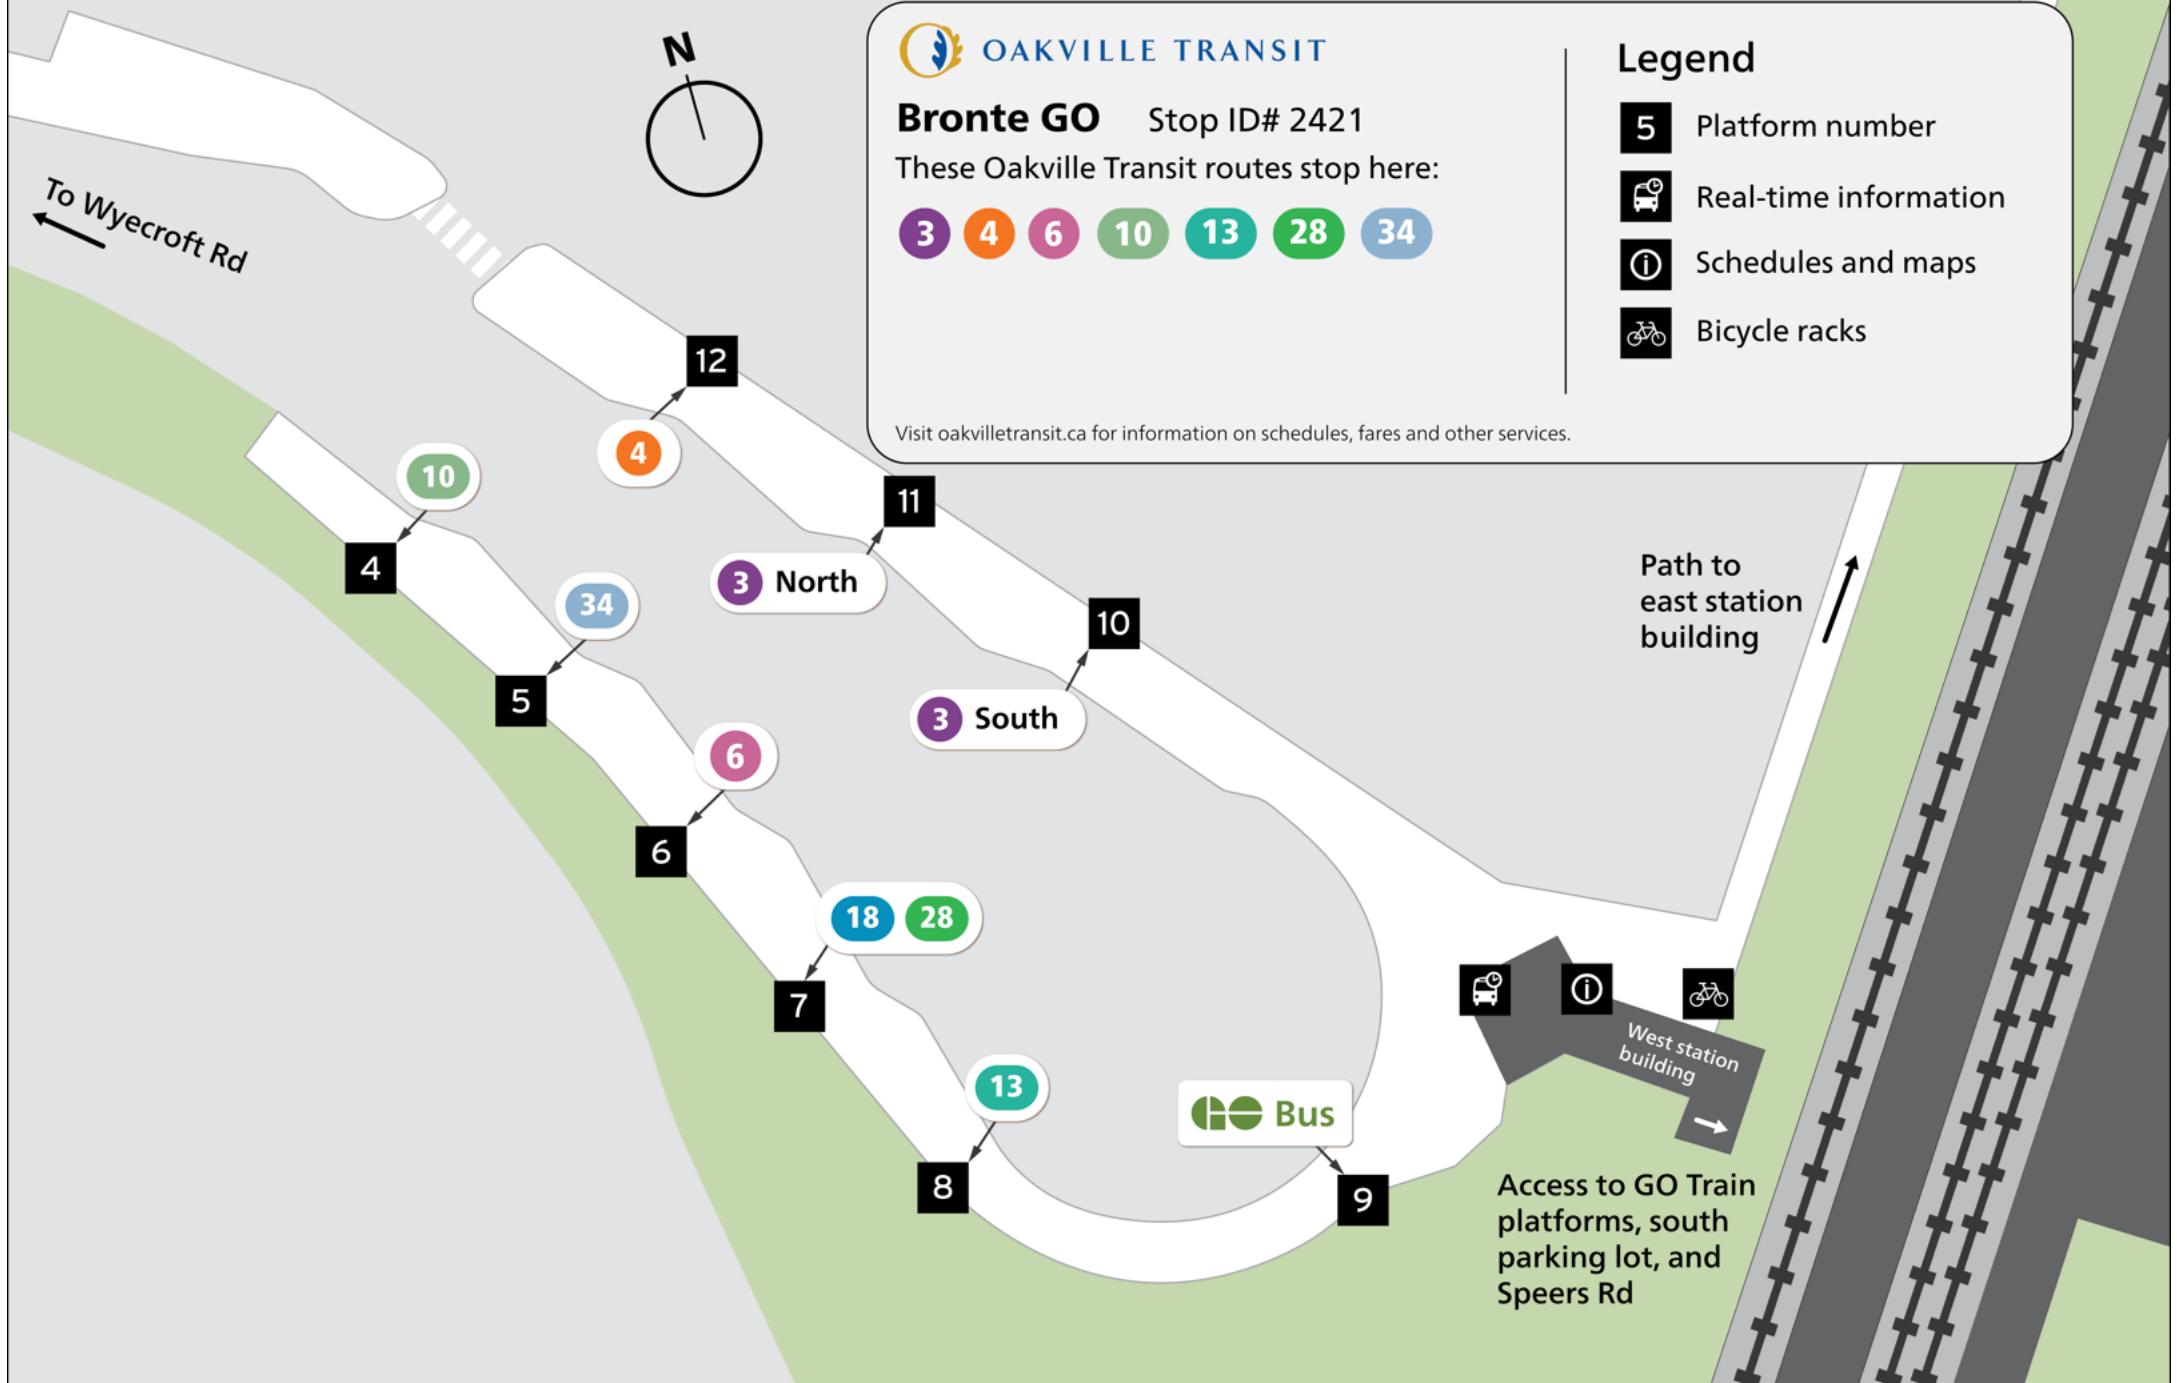 N
OAKVILLE TRANSIT
Bronte GO Stop ID# 2421
These Oakville Transit routes stop here:
3 4 6 10 13 28 34
Visit oakvilletransit.ca for information on schedules, fares and other services.
Legend
5 Platform number
Real-time information
Schedules and maps
Bicycle racks
To Wyecroft Rd
12
4
10
11
4
3 North
34
10
5
3 South
6
6
18 28
7
13
8
GO Bus
9
Path to
east station
building
West station
building
Access to GO Train
platforms, south
parking lot, and
Speers Rd